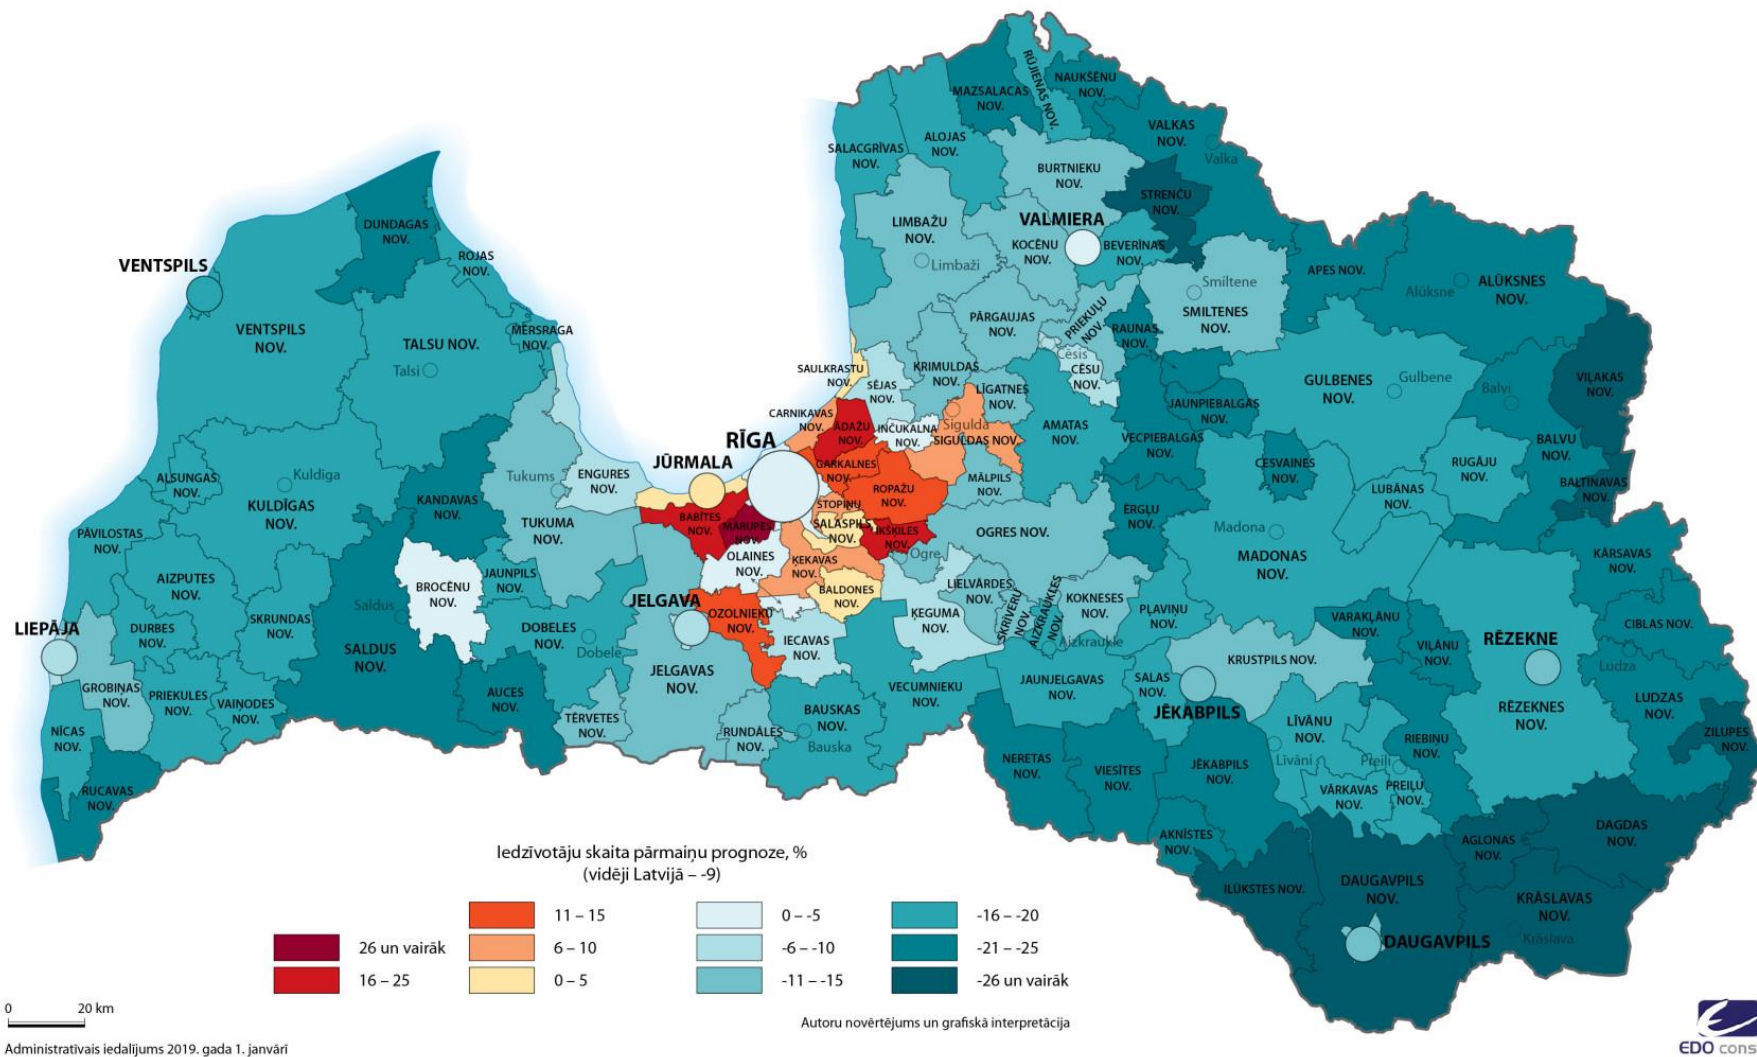 MAZSALACAS
NOV.
RŪJIENAS NOV.
NAUKŠĒNU
NOV.
VALKAS
NOV.
Valka
SALACGRĪVAS
NOV.
ALOJAS
NOV.
BURTNIEKU
NOV.
STRENČU
NOV.
DUNDAGAS
NOV.
LIMBAŽU
NOV.
Limbaži
VALMIERA
KOCĒNU
NOV.
BEVERĪNAS
NOV.
ROJAS
NOV.
VENTSPILS
APES NOV.
Alūksne
ALŪKSNES
NOV.
Smiltene
SMILTENES
NOV.
PĀRGAUJAS
NOV.
PRIEKUĻU
NOV.
RAUNAS
NOV.
VENTSPILS
NOV.
TALSU NOV.
Talsi
MĒRSRAGA
NOV.
SAULKRASTU
NOV.
SĒJAS
NOV.
KRIMULDAS
NOV.
Cēsis
CĒSU
NOV.
LĪGATNES
NOV.
GULBENES
NOV.
Gulbene
Balvi
VIĻAKAS
NOV.
JAUNPIEBALGAS
NOV.
CARNIKAVAS
NOV.
ĀDAŽU
NOV.
INČUKALNA
NOV.
Sigulda
SIGULDAS NOV.
AMATAS
NOV.
VECPIEBALGAS
NOV.
BALVU
NOV.
RĪGA
JŪRMALA
GARKALNES
NOV.
MĀLPILS
NOV.
CESVAINES
NOV.
RUGĀJU
NOV.
LUBĀNAS
NOV.
BALTINAVAS
NOV.
ALSUNGAS
NOV.
Kuldīga
KULDĪGAS
NOV.
KANDAVAS
NOV.
Tukums
TUKUMA
NOV.
ENGURES
NOV.
ROPAŽU
NOV.
STOPIŅU
NOV.
BABĪTES
NOV.
MĀRUPES
NOV.
SALASPILS
NOV.
IKŠĶILES
NOV.
Ogre
OGRES NOV.
ĒRGĻU
NOV.
Madona
MADONAS
NOV.
PĀVILOSTAS
NOV.
KĀRSAVAS
NOV.
OLAINES
NOV.
ĶEKAVAS
NOV.
BALDONES
NOV.
AIZPUTES
NOV.
BROCĒNU
NOV.
JAUNPILS
NOV.
Saldus
JELGAVA
OZOLNIEKU
NOV.
ĶEGUMA
NOV.
LIELVĀRDES
NOV.
SKRĪVERU
NOV.
AIZKRAUKLES
NOV.
KOKNESES
NOV.
Aizkraukle
PĻAVIŅU
NOV.
VARAKĻĀNU
NOV.
VIĻĀNU
NOV.
RĒZEKNE
CIBLAS NOV.
Ludza
LIEPĀJA
DURBES
NOV.
SKRUNDAS
NOV.
SALDUS
NOV.
DOBELES
NOV.
Dobele
IECAVAS
NOV.
JELGAVAS
NOV.
KRUSTPILS NOV.
GROBIŅAS
NOV.
PRIEKULES
NOV.
VAIŅODES
NOV.
AUCES
NOV.
VECUMNIEKU
NOV.
JAUNJELGAVAS
NOV.
SALAS
NOV.
JĒKABPILS
RĒZEKNES
NOV.
LUDZAS
NOV.
NĪCAS
NOV.
TĒRVETES
NOV.
RUNDĀLES
NOV.
BAUSKAS
NOV.
Bauska
LĪVĀNU
NOV.
Līvāni
RIEBIŅU
NOV.
Preiļi
ZILUPES
NOV.
RUCAVAS
NOV.
NERETAS
NOV.
VIESĪTES
NOV.
JĒKABPILS
NOV.
VĀRKAVAS
NOV.
PREIĻU
NOV.
AKNĪSTES
NOV.
AGLONAS
NOV.
DAGDAS
NOV.
ILŪKSTES NOV.
DAUGAVPILS
NOV.
KRĀSLAVAS
NOV.
Krāslava
DAUGAVPILS
Iedzīvotāju skaita pārmaiņu prognoze, %
(vidēji Latvijā – -9)
11 – 15
0 – -5
-16 – -20
26 un vairāk
6 – 10
-6 – -10
-21 – -25
16 – 25
0 – 5
-11 – -15
-26 un vairāk
0 20 km
Autoru novērtējums un grafiskā interpretācija
Administratīvais iedalījums 2019. gada 1. janvārī
EDO cons